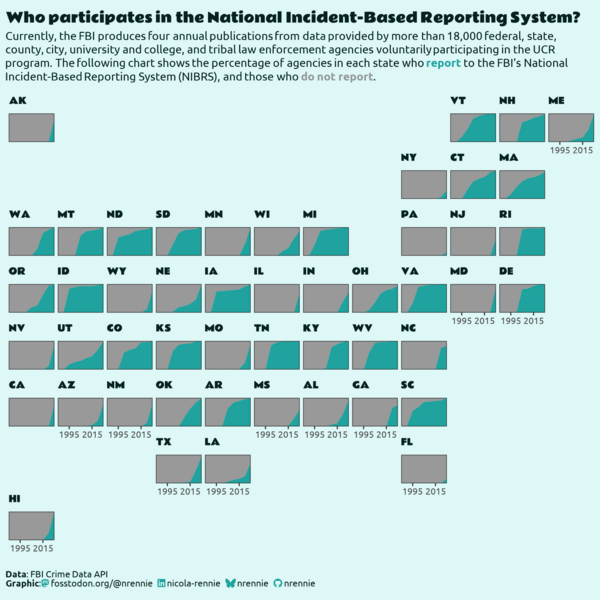 Who participates in the National Incident-Based Reporting System?
Currently, the FBI produces four annual publications from data provided by more than 18,000 federal, state,
county, city, university and college, and tribal law enforcement agencies voluntarily participating in the UCR
program. The following chart shows the percentage of agencies in each state who report to the FBI's National
Incident-Based Reporting System (NIBRS), and those who do not report.
AK VT NH ME
1995 2015
NY CT MA
WA MT ND SD MN WI MI PA NJ RI
OR ID WY NE IA IL IN OH VA MD DE
1995 2015 1995 2015
NV UT CO KS MO TN KY WV NC
CA AZ NM OK AR MS AL GA SC
1995 2015 1995 2015 1995 2015 1995 2015 1995 2015
TX LA FL
1995 2015 1995 2015 1995 2015
HI
1995 2015
Data: FBI Crime Data API
Graphic: fosstodon.org/@nrennie nicola-rennie nrennie nrennie